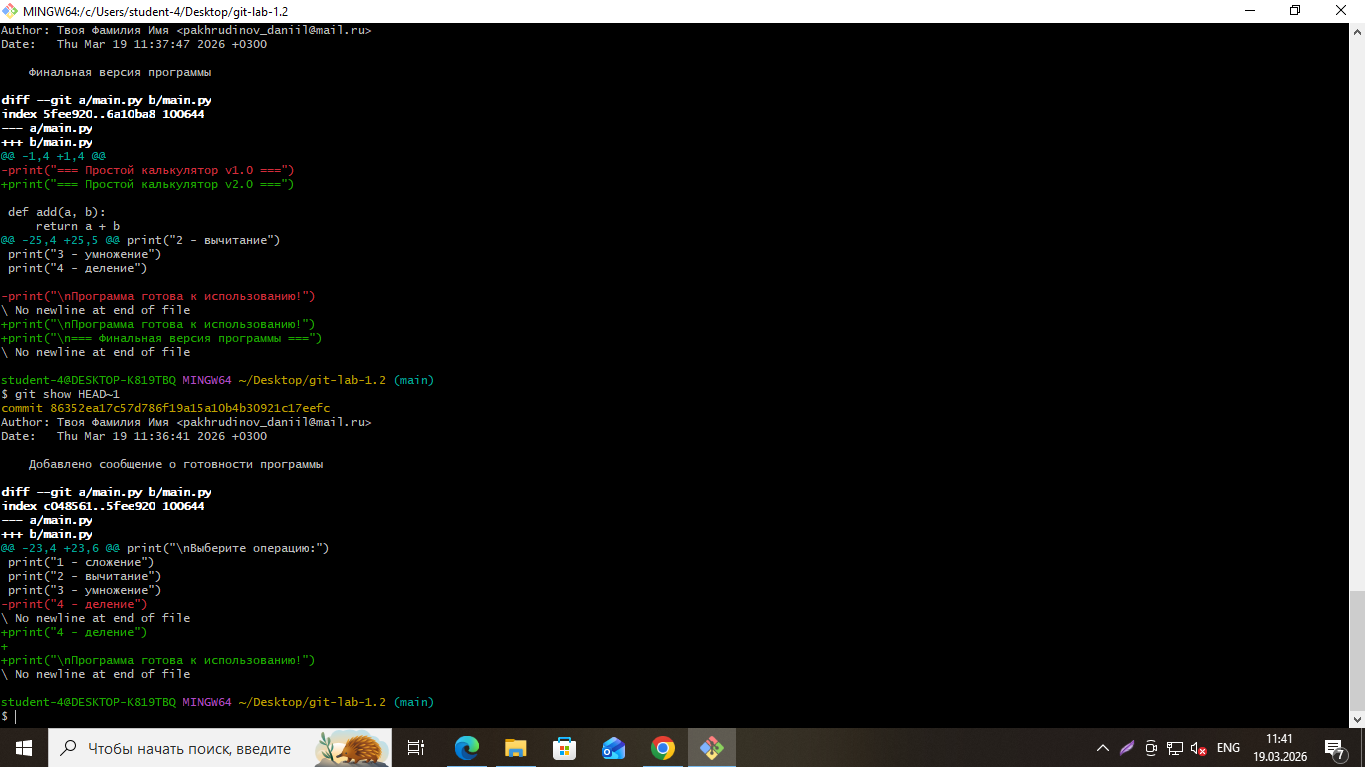 MINGW64:/c/Users/student-4/Desktop/git-lab-1.2
Author: Твоя Фамилия Имя <pakhrudinov_daniil@mail.ru>
Date:   Thu Mar 19 11:37:47 2026 +0300
    Финальная версия программы
diff --git a/main.py b/main.py
index 5fee920..6a10ba8 100644
--- a/main.py
+++ b/main.py
@@ -1,4 +1,4 @@
-print("=== Простой калькулятор v1.0 ===")
+print("=== Простой калькулятор v2.0 ===")
 def add(a, b):
     return a + b
@@ -25,4 +25,5 @@ print("2 - вычитание")
 print("3 - умножение")
 print("4 - деление")
-print("\nПрограмма готова к использованию!")
\ No newline at end of file
+print("\nПрограмма готова к использованию!")
+print("\n=== Финальная версия программы ===")
\ No newline at end of file
student-4@DESKTOP-K819TBQ MINGW64 ~/Desktop/git-lab-1.2 (main)
$ git show HEAD~1
commit 86352ea17c57d786f19a15a10b4b30921c17eefc
Author: Твоя Фамилия Имя <pakhrudinov_daniil@mail.ru>
Date:   Thu Mar 19 11:36:41 2026 +0300
    Добавлено сообщение о готовности программы
diff --git a/main.py b/main.py
index c048561..5fee920 100644
--- a/main.py
+++ b/main.py
@@ -23,4 +23,6 @@ print("\nВыберите операцию:")
 print("1 - сложение")
 print("2 - вычитание")
 print("3 - умножение")
-print("4 - деление")
\ No newline at end of file
+print("4 - деление")
+
+print("\nПрограмма готова к использованию!")
\ No newline at end of file
student-4@DESKTOP-K819TBQ MINGW64 ~/Desktop/git-lab-1.2 (main)
$
Чтобы начать поиск, введите
ENG
11:41
19.03.2026
7